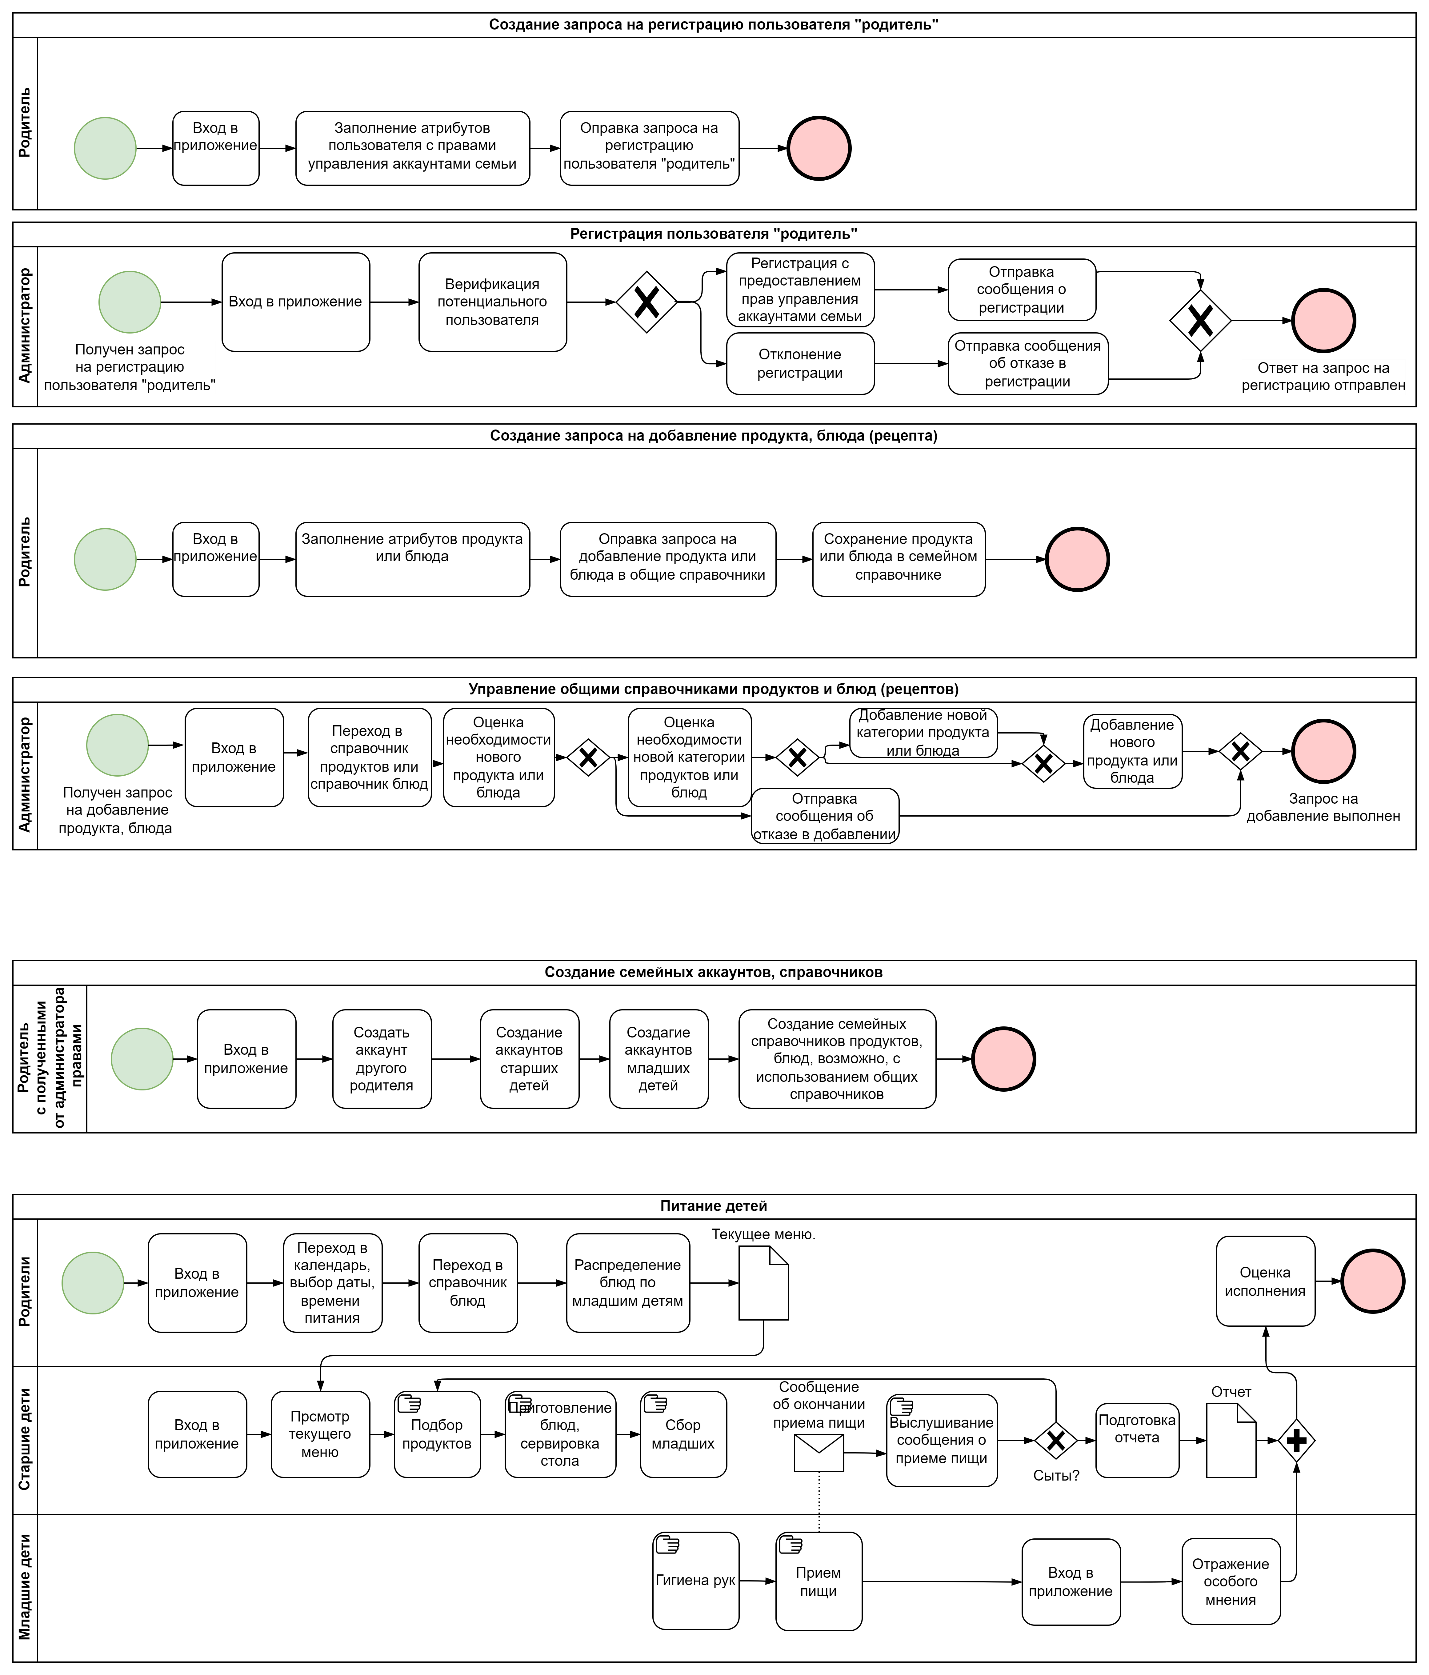 Создание запроса на регистрацию пользователя "родитель"
Родитель
Вход в
приложение
Заполнение атрибутов
пользователя с правами
управления аккаунтами семьи
Оправка запроса на
регистрацию
пользователя "родитель"
Регистрация пользователя "родитель"
Администратор
Получен запрос
на регистрацию
пользователя "родитель"
Вход в приложение
Верификация
потенциального
пользователя
Регистрация с
предоставлением
прав управления
аккаунтами семьи
Отправка
сообщения о
регистрации
Отклонение
регистрации
Отправка сообщения
об отказе в
регистрации
Ответ на запрос на
регистрацию отправлен
Создание запроса на добавление продукта, блюда (рецепта)
Родитель
Вход в
приложение
Заполнение атрибутов продукта
или блюда
Оправка запроса на
добавление продукта или
блюда в общие справочники
Сохранение продукта
или блюда в семейном
справочнике
Управление общими справочниками продуктов и блюд (рецептов)
Администратор
Получен запрос
на добавление
продукта, блюда
Вход в
приложение
Переход в
справочник
продуктов или
справочник блюд
Оценка
необходимости
нового
продукта или
блюда
Оценка
необходимости
новой категории
продуктов или
блюд
Добавление новой
категории продукта
или блюда
Отправка
сообщения об
отказе в добавлении
Добавление
нового
продукта или
блюда
Запрос на
добавление выполнен
Создание семейных аккаунтов, справочников
Родитель
с полученными
от администратора
правами
Вход в
приложение
Создать
аккаунт
другого
родителя
Создание
аккаунтов
старших
детей
Создагие
аккаунтов
младших
детей
Создание семейных
справочников продуктов,
блюд, возможно, с
использованием общих
справочников
Питание детей
Родители
Вход в
приложение
Переход в
календарь,
выбор даты,
времени
питания
Переход в
справочник
блюд
Распределение
блюд по
младшим детям
Текущее меню.
Оценка
исполнения
Старшие дети
Вход в
приложение
Прсмотр
текущего
меню
Подбор
продуктов
Приготовление
блюд,
сервировка
стола
Сбор
младших
Сообщение
об окончании
приема пищи
Выслушивание
сообщения о
приеме пищи
Сыты?
Подготовка
отчета
Отчет
Младшие дети
Гигиена рук
Прием
пищи
Вход в
приложение
Отражение
особого
мнения